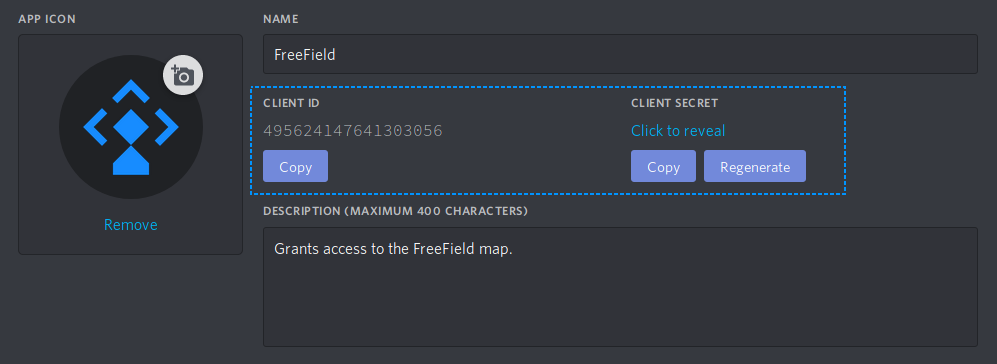 APP ICON
Remove
NAME
FreeField
CLIENT ID
495624147641303056
Copy
CLIENT SECRET
Click to reveal
Copy Regenerate
DESCRIPTION (MAXIMUM 400 CHARACTERS)
Grants access to the FreeField map.